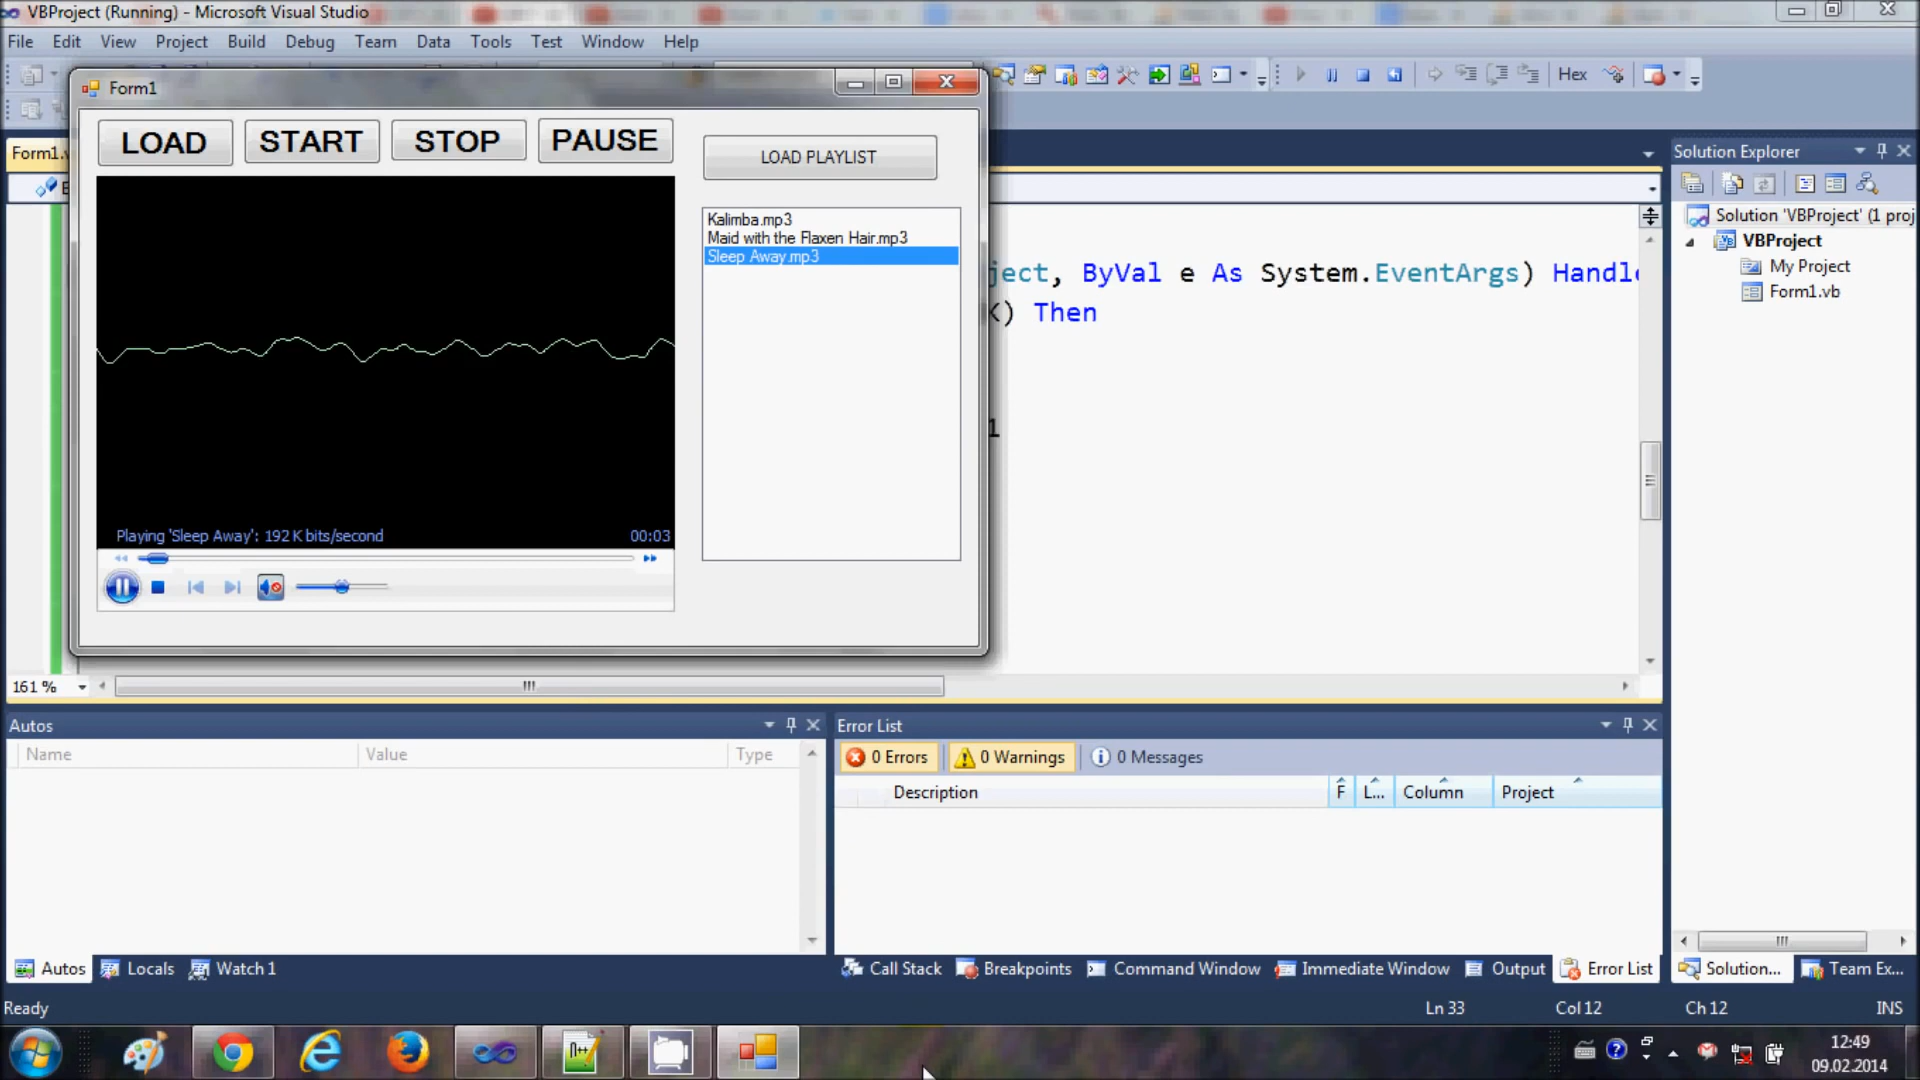 VBProject (Running) - Microsoft Visual Studio
File Edit View Project Build Debug Team Data Tools Test Window Help
Hex
Form1
LOAD START STOP PAUSE
LOAD PLAYLIST
Form1.v
Kalimba.mp3
Maid with the Flaxen Hair.mp3
Sleep Away.mp3
ject, ByVal e As System.EventArgs) Handl
) Then
1
Playing 'Sleep Away': 192 K bits/second 00:03
Solution Explorer
Solution 'VBProject' (1 proj
VBProject
My Project
Form1.vb
161 %
Autos
Name Value Type
Error List
0 Errors 0 Warnings 0 Messages
Description F L... Column Project
Autos Locals Watch 1
Call Stack Breakpoints Command Window Immediate Window Output Error List
Solution... Team Ex...
Ready Ln 33 Col 12 Ch 12 INS
N++
12:49
09.02.2014